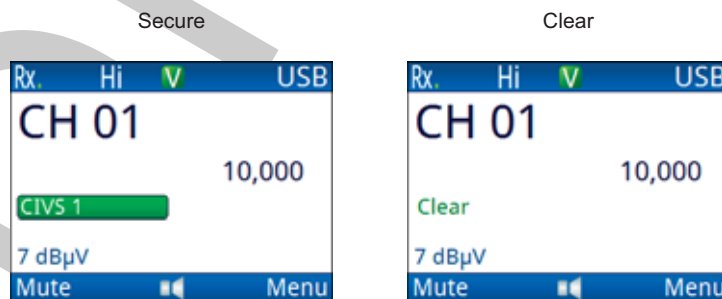 Secure
Rx. Hi V USB
CH 01
10,000
CIVS 1
7 dBµV
Mute Menu
Clear
Rx. Hi V USB
CH 01
10,000
Clear
7 dBµV
Mute Menu